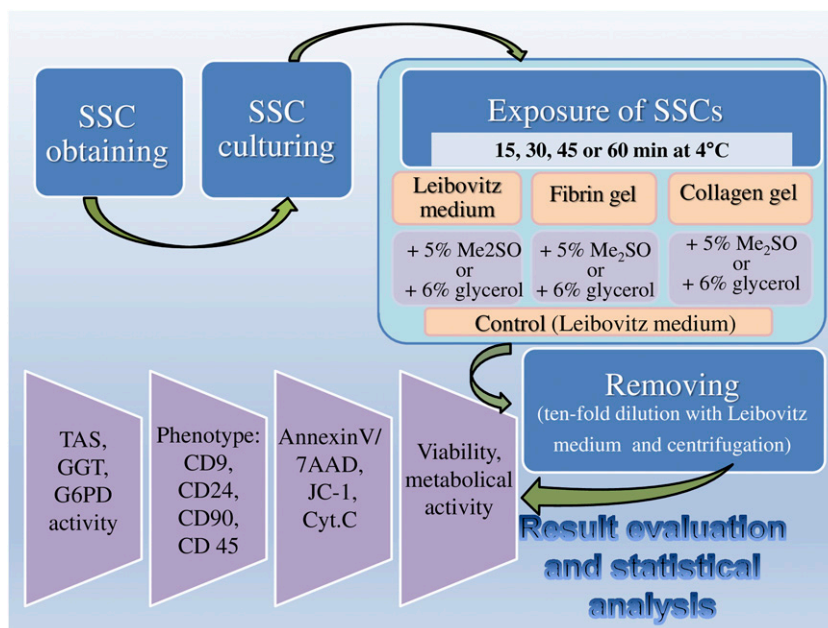 SSC
obtaining
SSC
culturing
Exposure of SSCs
15, 30, 45 or 60 min at 4°C
Leibovitz
medium
Fibrin gel
Collagen gel
+ 5% Me2SO
or
+ 6% glycerol
+ 5% Me₂SO
or
+ 6% glycerol
+ 5% Me₂SO
or
+ 6% glycerol
Control (Leibovitz medium)
Removing
(ten-fold dilution with Leibovitz
medium and centrifugation)
TAS,
GGT,
G6PD
activity
Phenotype:
CD9,
CD24,
CD90,
CD 45
AnnexinV/
7AAD,
JC-1,
Cyt.C
Viability,
metabolical
activity
Result evaluation
and statistical
analysis